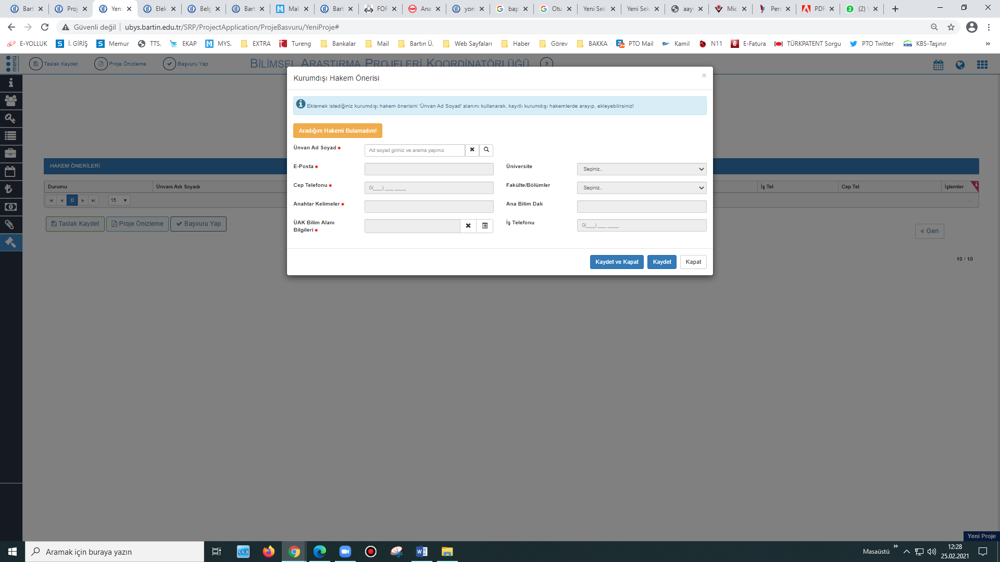 Bart Proj Yeni Elek Belg Bart Mal Bart FOF Ana yon bap Otu Yeni Sek Yeni Sek aay Mic Pers PDF (2)
Güvenli değil ubys.bartin.edu.tr/SRP/ProjectApplication/ProjeBasvuru/YeniProje#
E-YOLLUK İ. GİRİŞ Memur TTS. EKAP MYS. EXTRA Tureng Bankalar Mail Bartın Ü. Web Sayfaları Haber Görev BAKKA PTO Mail Kamil N11 E-Fatura TÜRKPATENT Sorgu PTO Twitter KBS-Taşınır »
menü Taslak Kaydet Proje Önizleme Başvuru Yap BİLİMSEL ARAŞTIRMA PROJELERİ KOORDİNATÖRLÜĞÜ ?
Kurumdışı Hakem Önerisi ×
Eklemek istediğiniz kurumdışı hakem önerisini 'Ünvan Ad Soyad' alanını kullanarak, kayıtlı kurumdışı hakemlerde arayıp, ekleyebilirsiniz!
Aradığım Hakemi Bulamadım!
Ünvan Ad Soyad * Ad soyad giriniz ve arama yapınız
E-Posta * Üniversite Seçiniz..
Cep Telefonu * 0(___) ___ ____ Fakülte/Bölümler Seçiniz..
Anahtar Kelimeler * Ana Bilim Dalı
ÜAK Bilim Alanı
Bilgileri * İş Telefonu 0(___) ___ ____
Kaydet ve Kapat Kaydet Kapat
HAKEM ÖNERİLERİ
Durumu Ünvanı Adı Soyadı İş Tel Cep Tel İşlemler
0 15 ...
Taslak Kaydet Proje Önizleme Başvuru Yap
« Geri
10 / 10
Yeni Proje
Aramak için buraya yazın Masaüstü » 12:28
25.02.2021